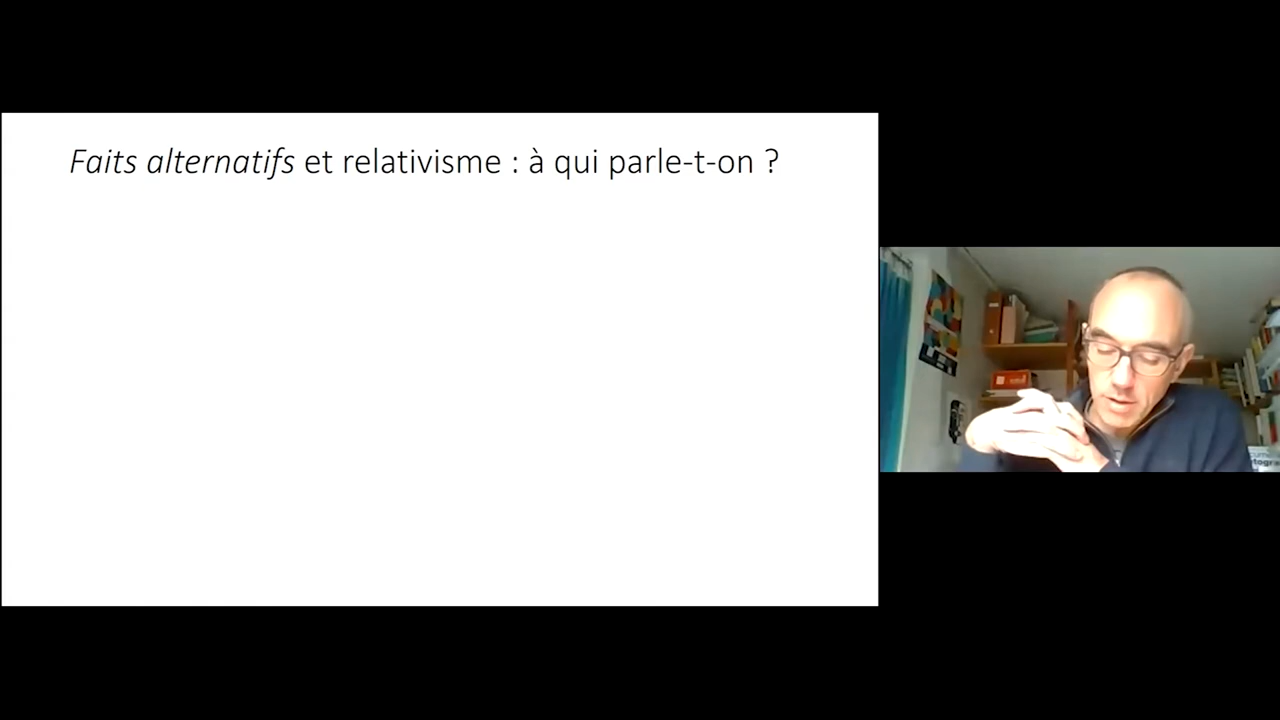 Faits alternatifs et relativisme : à qui parle-t-on ?